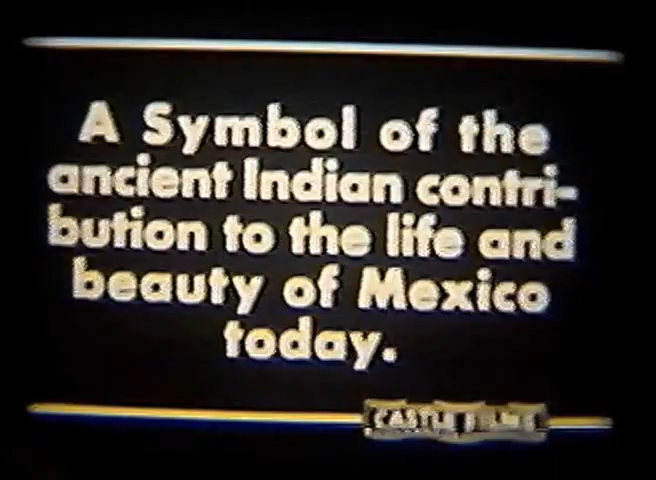 A Symbol of the
ancient Indian contri-
bution to the life and
beauty of Mexico
today.
CASTLE FILMS